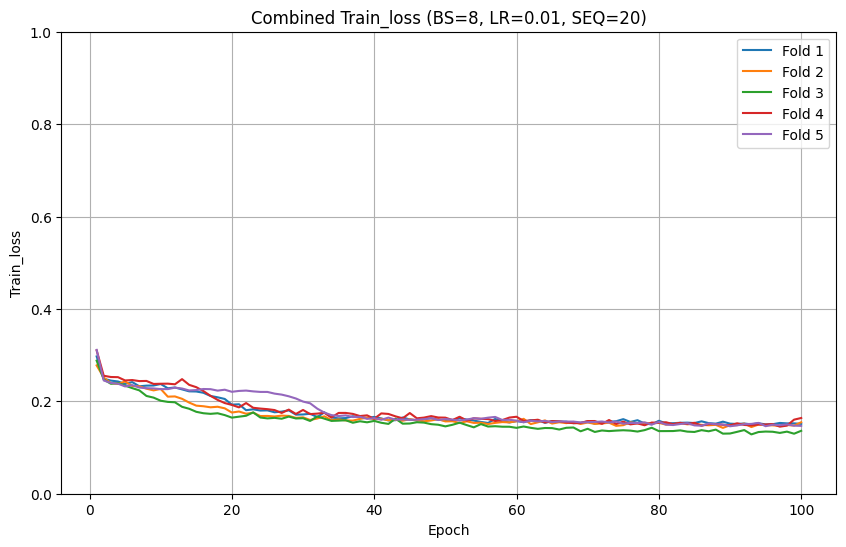 Combined Train_loss (BS=8, LR=0.01, SEQ=20)
1.0
0.8
0.6
0.4
0.2
0.0
Train_loss
Fold 1
Fold 2
Fold 3
Fold 4
Fold 5
0 20 40 60 80 100
Epoch